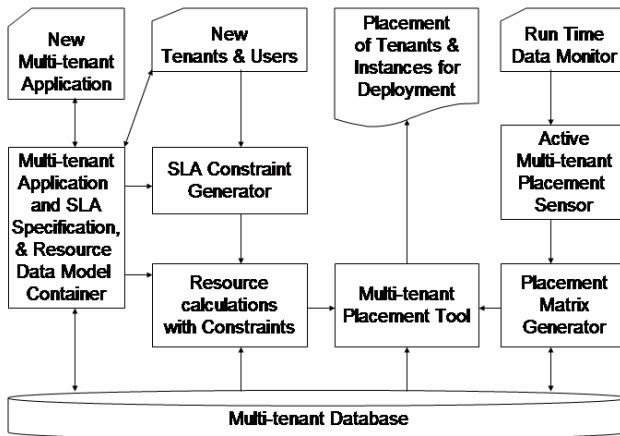 New
Multi-tenant
Application
New
Tenants & Users
Placement
of Tenants &
Instances for
Deployment
Run Time
Data Monitor
Multi-tenant
Application
and SLA
Specification,
& Resource
Data Model
Container
SLA Constraint
Generator
Active
Multi-tenant
Placement
Sensor
Resource
calculations
with Constraints
Multi-tenant
Placement Tool
Placement
Matrix
Generator
Multi-tenant Database